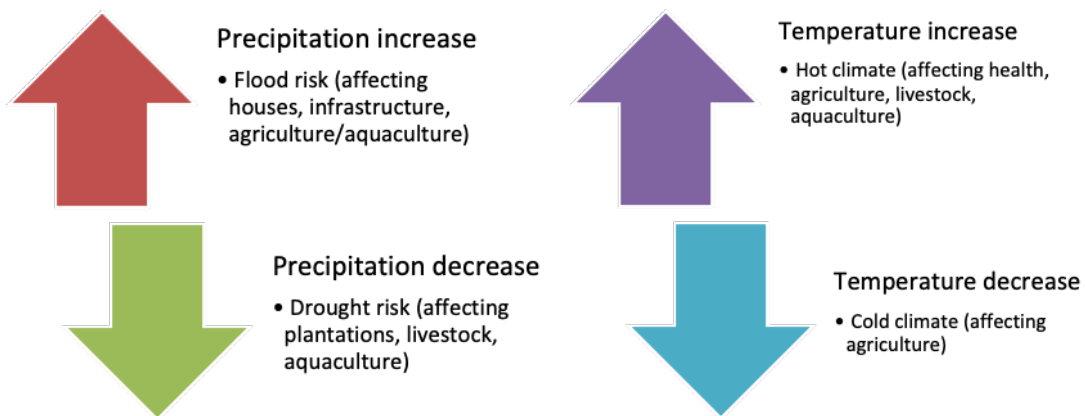 Precipitation increase
• Flood risk (affecting
houses, infrastructure,
agriculture/aquaculture)
Temperature increase
• Hot climate (affecting health,
agriculture, livestock,
aquaculture)
Precipitation decrease
• Drought risk (affecting
plantations, livestock,
aquaculture)
Temperature decrease
• Cold climate (affecting
agriculture)